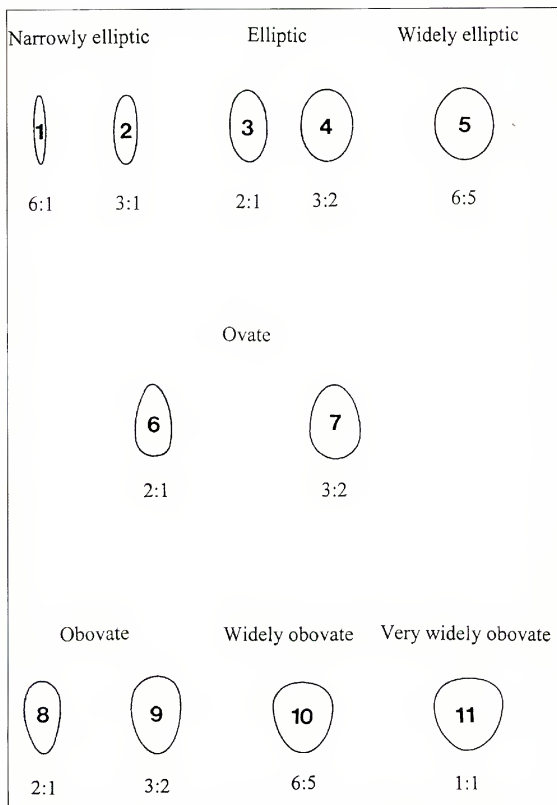 Narrowly elliptic Elliptic Widely elliptic
1 2 3 4 5
6:1 3:1 2:1 3:2 6:5
Ovate
6 7
2:1 3:2
Obovate Widely obovate Very widely obovate
8 9 10 11
2:1 3:2 6:5 1:1